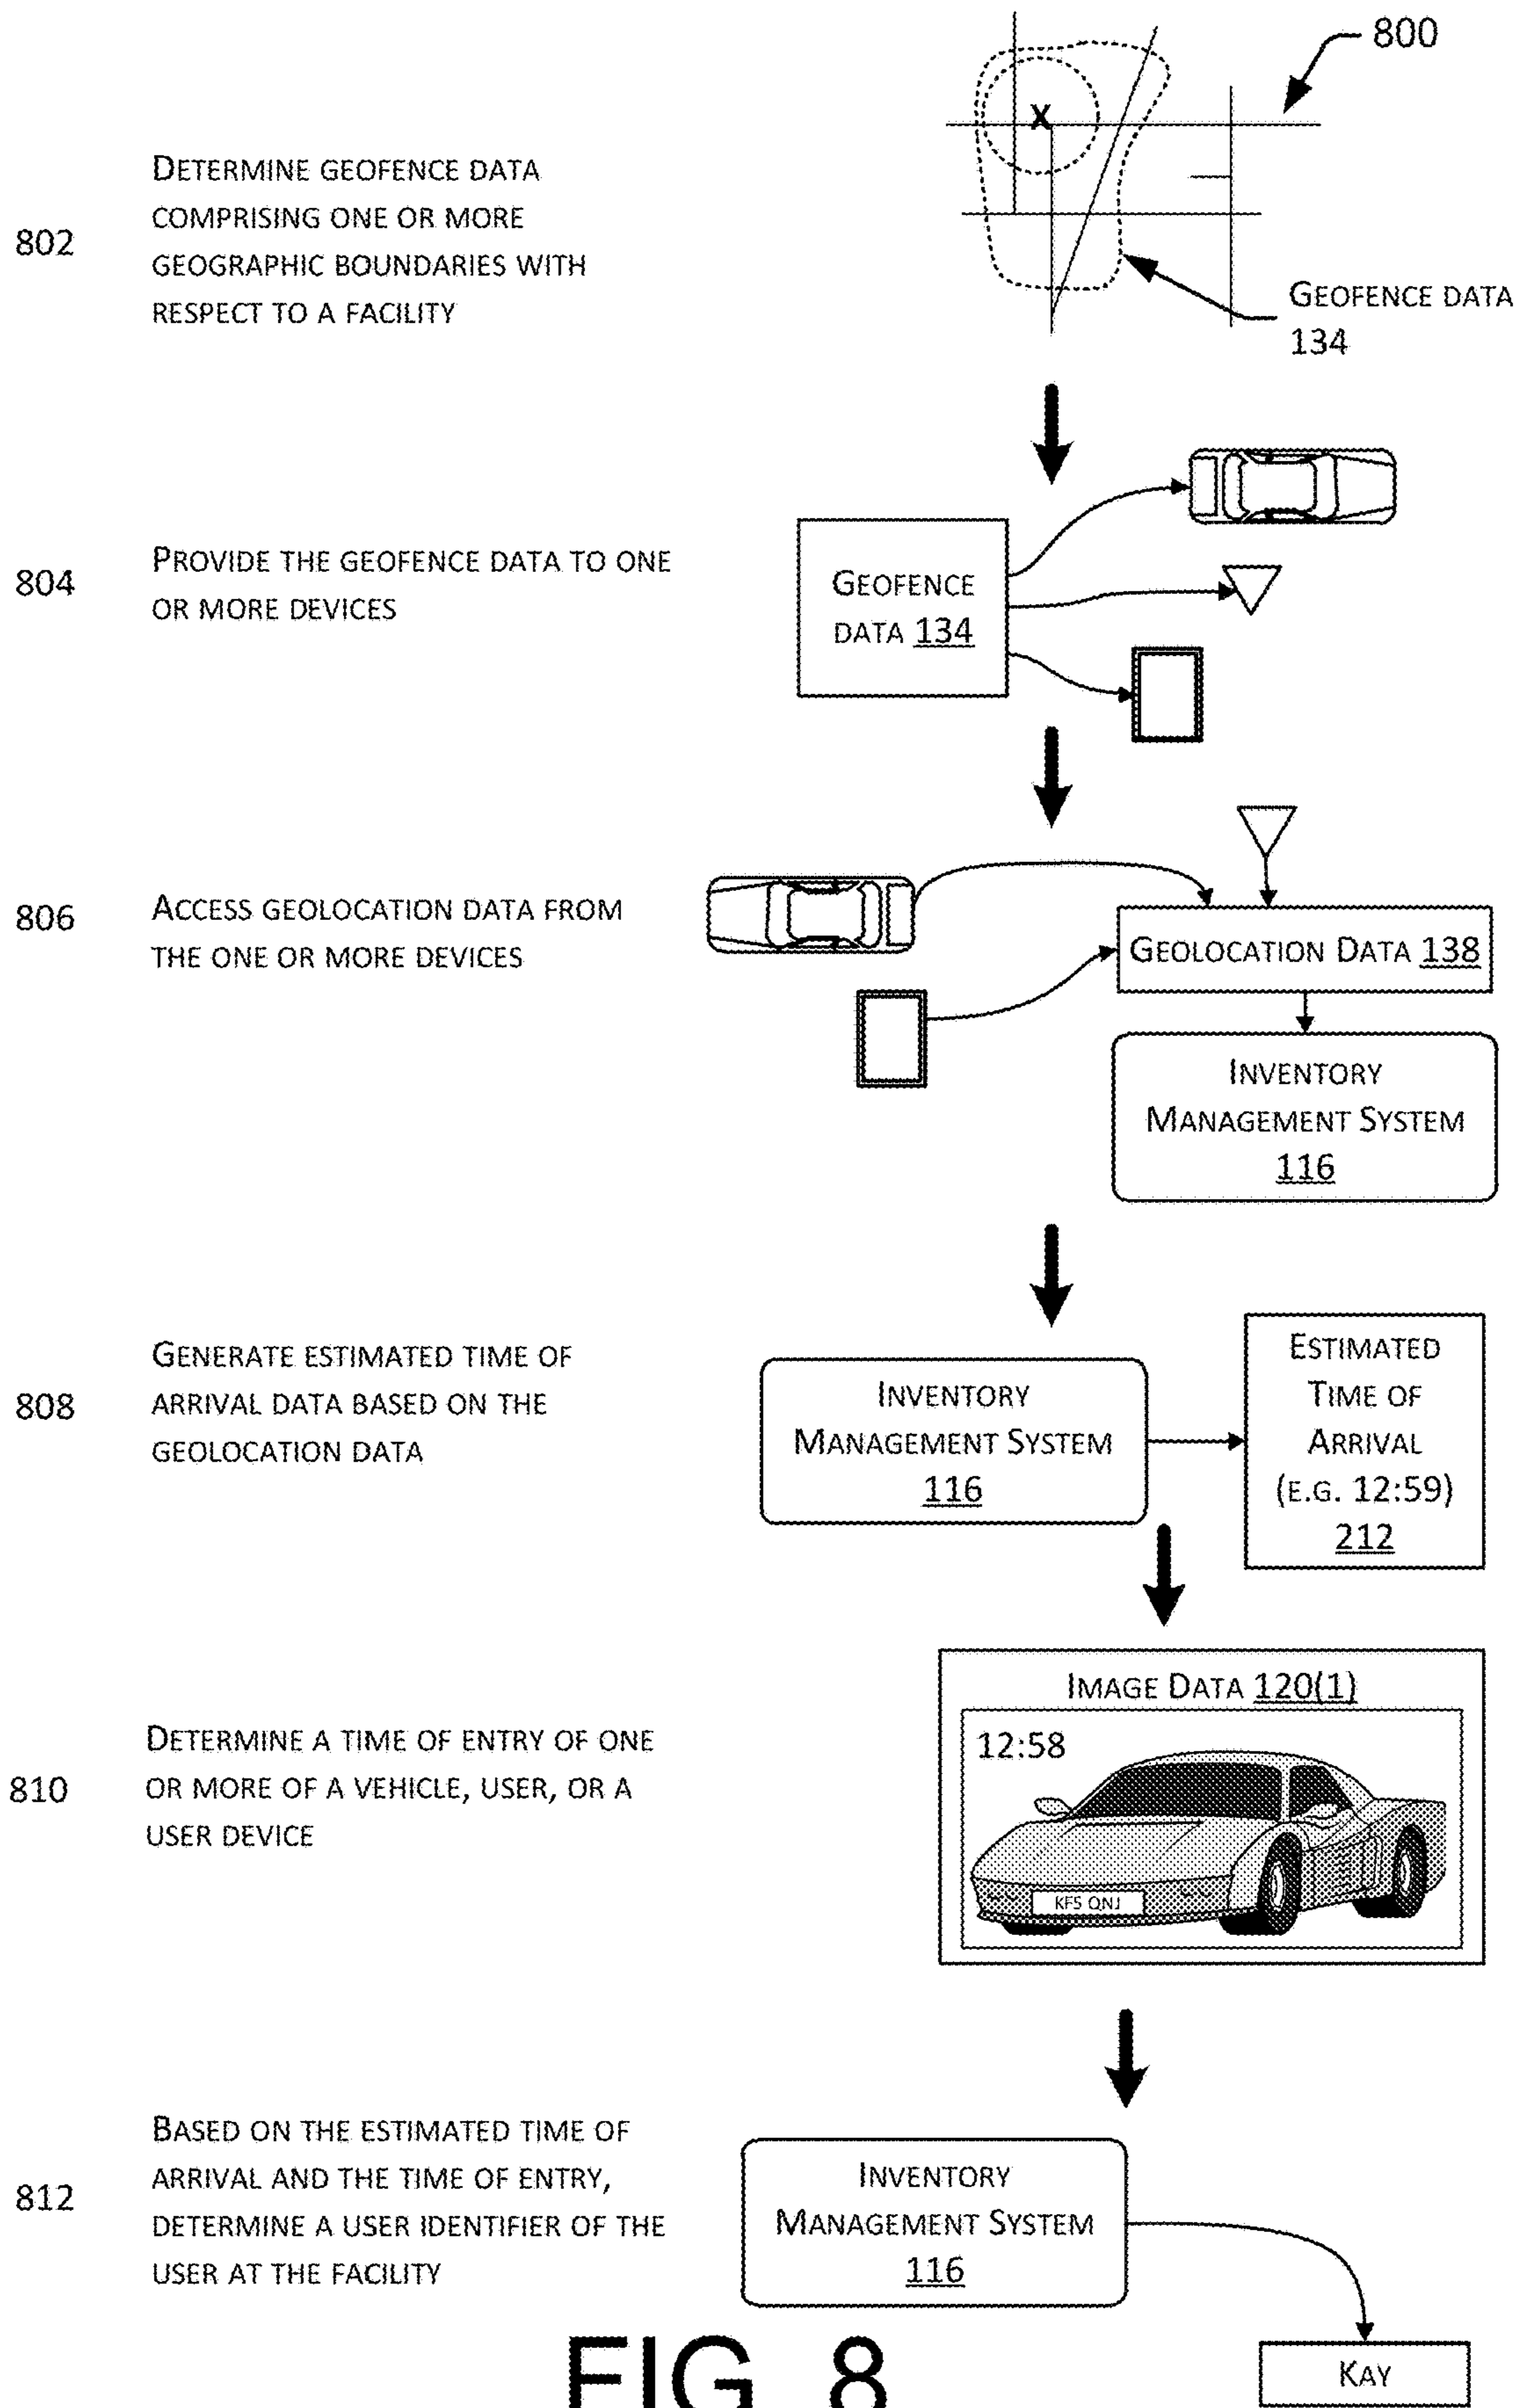 800
802
DETERMINE GEOFENCE DATA
COMPRISING ONE OR MORE
GEOGRAPHIC BOUNDARIES WITH
RESPECT TO A FACILITY
X
GEOFENCE DATA
134
804
PROVIDE THE GEOFENCE DATA TO ONE
OR MORE DEVICES
GEOFENCE
DATA 134
806
ACCESS GEOLOCATION DATA FROM
THE ONE OR MORE DEVICES
GEOLOCATION DATA 138
INVENTORY
MANAGEMENT SYSTEM
116
808
GENERATE ESTIMATED TIME OF
ARRIVAL DATA BASED ON THE
GEOLOCATION DATA
INVENTORY
MANAGEMENT SYSTEM
116
ESTIMATED
TIME OF
ARRIVAL
(E.G. 12:59)
212
810
DETERMINE A TIME OF ENTRY OF ONE
OR MORE OF A VEHICLE, USER, OR A
USER DEVICE
IMAGE DATA 120(1)
12:58
KF5 QNJ
812
BASED ON THE ESTIMATED TIME OF
ARRIVAL AND THE TIME OF ENTRY,
DETERMINE A USER IDENTIFIER OF THE
USER AT THE FACILITY
INVENTORY
MANAGEMENT SYSTEM
116
KAY
FIG. 8